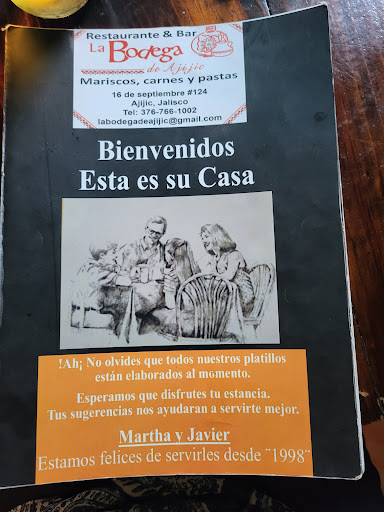 Restaurante & Bar
La Bodega
de Ajijic
Mariscos, carnes y pastas
16 de septiembre #124
Ajijic, Jalisco
Tel: 376-766-1002
labodegadeajijic@gmail.com
Bienvenidos
Esta es su Casa
!Ah¡ No olvides que todos nuestros platillos
están elaborados al momento.
Esperamos que disfrutes tu estancia.
Tus sugerencias nos ayudaran a servirte mejor.
Martha y Javier
Estamos felices de servirles desde ¨1998¨